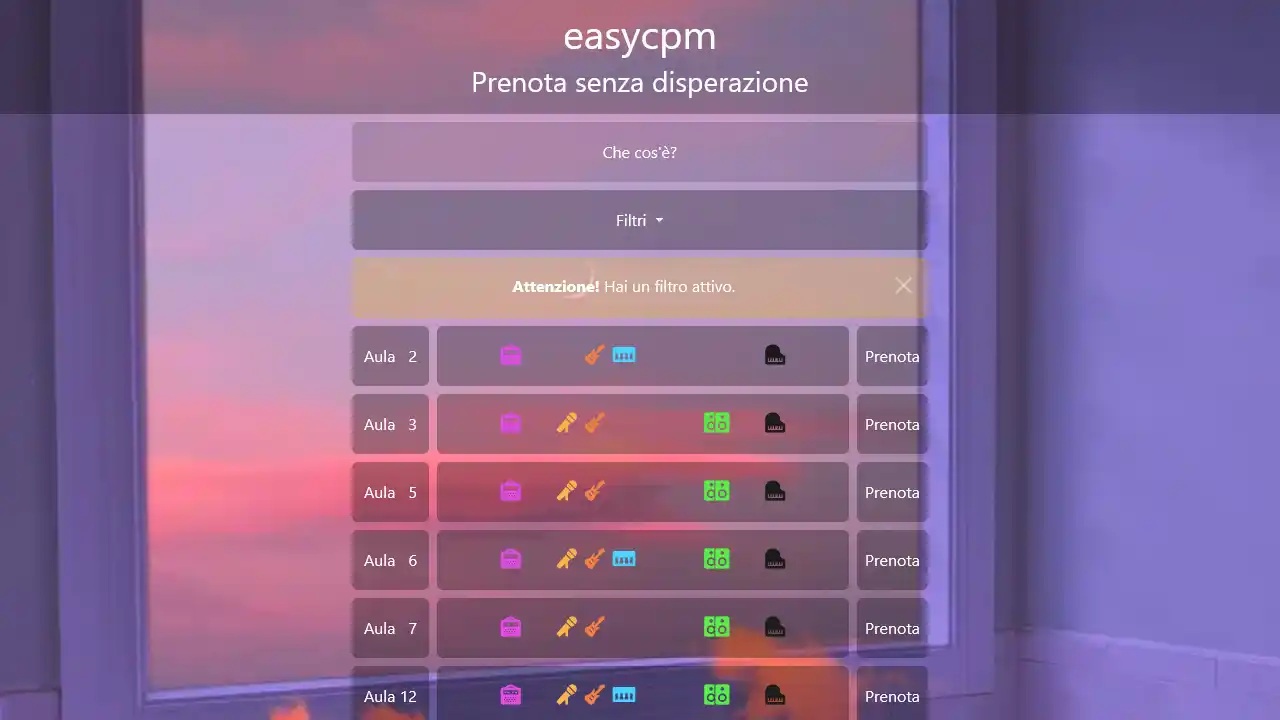 easycpm
Prenota senza disperazione
Che cos'è?
Filtri
Attenzione! Hai un filtro attivo.
Aula 2 Prenota
Aula 3 Prenota
Aula 5 Prenota
Aula 6 Prenota
Aula 7 Prenota
Aula 12 Prenota